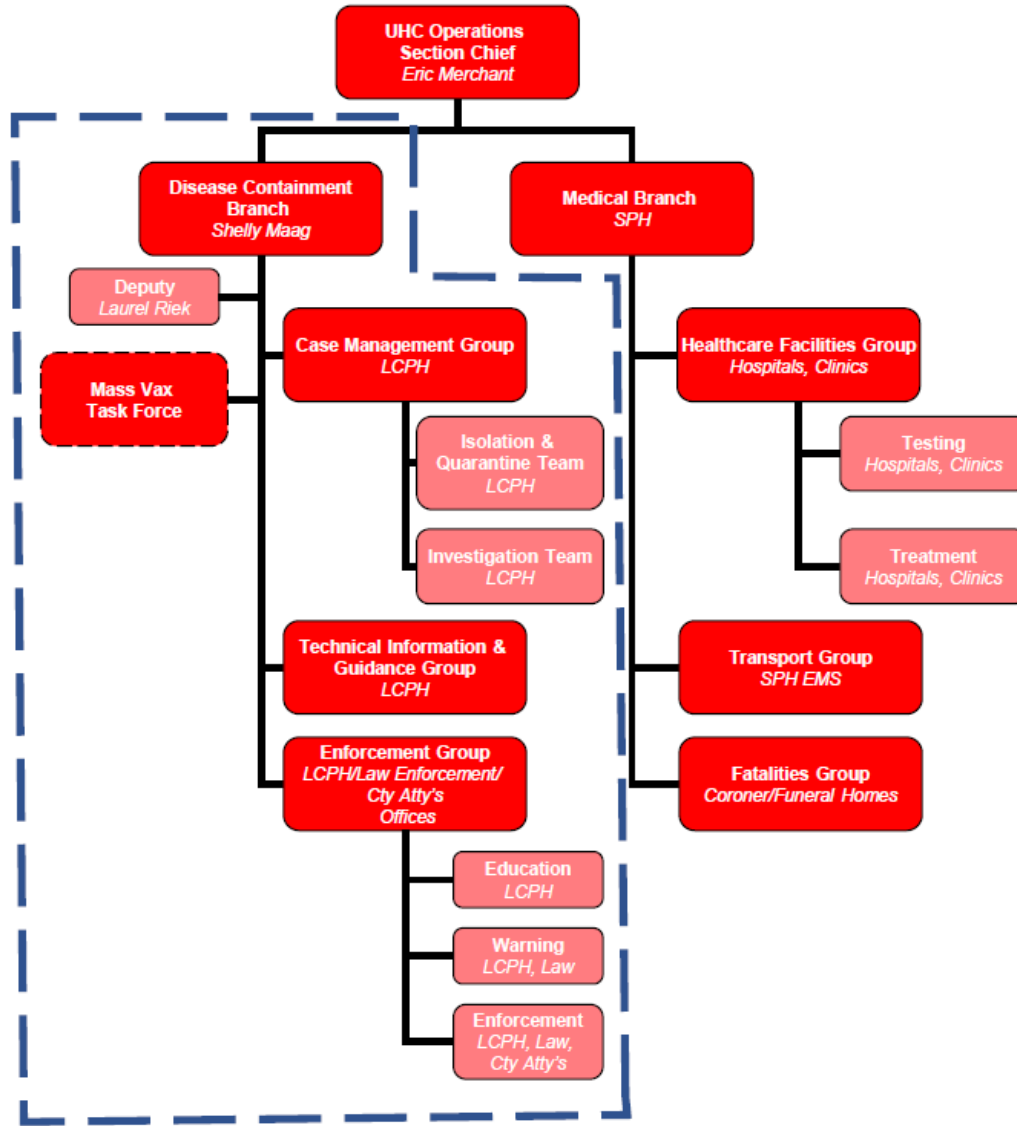 UHC Operations
Section Chief
Eric Merchant
Disease Containment
Branch
Shelly Maag
Medical Branch
SPH
Deputy
Laurel Riek
Mass Vax
Task Force
Case Management Group
LCPH
Healthcare Facilities Group
Hospitals, Clinics
Isolation &
Quarantine Team
LCPH
Testing
Hospitals, Clinics
Investigation Team
LCPH
Treatment
Hospitals, Clinics
Technical Information &
Guidance Group
LCPH
Transport Group
SPH EMS
Enforcement Group
LCPH/Law Enforcement/
Cty Atty's
Offices
Fatalities Group
Coroner/Funeral Homes
Education
LCPH
Warning
LCPH, Law
Enforcement
LCPH, Law,
Cty Atty's